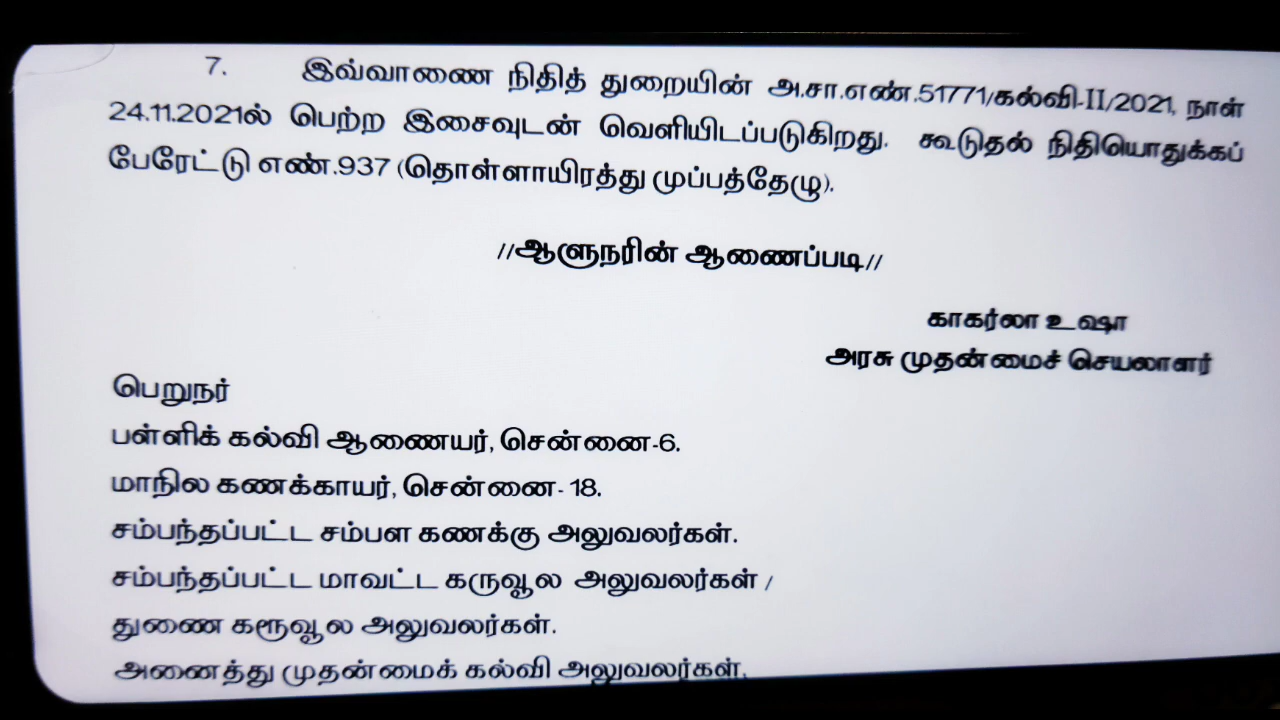 7. இவ்வாணை நிதித் துறையின் அ.சா.எண்.51771/கல்வி-II/2021, நாள்
24.11.2021ல் பெற்ற இசைவுடன் வெளியிடப்படுகிறது. கூடுதல் நிதியொதுக்கப்
பேரேட்டு எண்.937 (தொள்ளாயிரத்து முப்பத்தேழு).
//ஆளுநரின் ஆணைப்படி//
காகர்லா உஷா
அரசு முதன்மைச் செயலாளர்
பெறுநர்
பள்ளிக் கல்வி ஆணையர், சென்னை-6.
மாநில கணக்காயர், சென்னை- 18.
சம்பந்தப்பட்ட சம்பள கணக்கு அலுவலர்கள்.
சம்பந்தப்பட்ட மாவட்ட கருவூல அலுவலர்கள் /
துணை கரூவூல அலுவலர்கள்.
அனைத்து முதன்மைக் கல்வி அலுவலர்கள்.